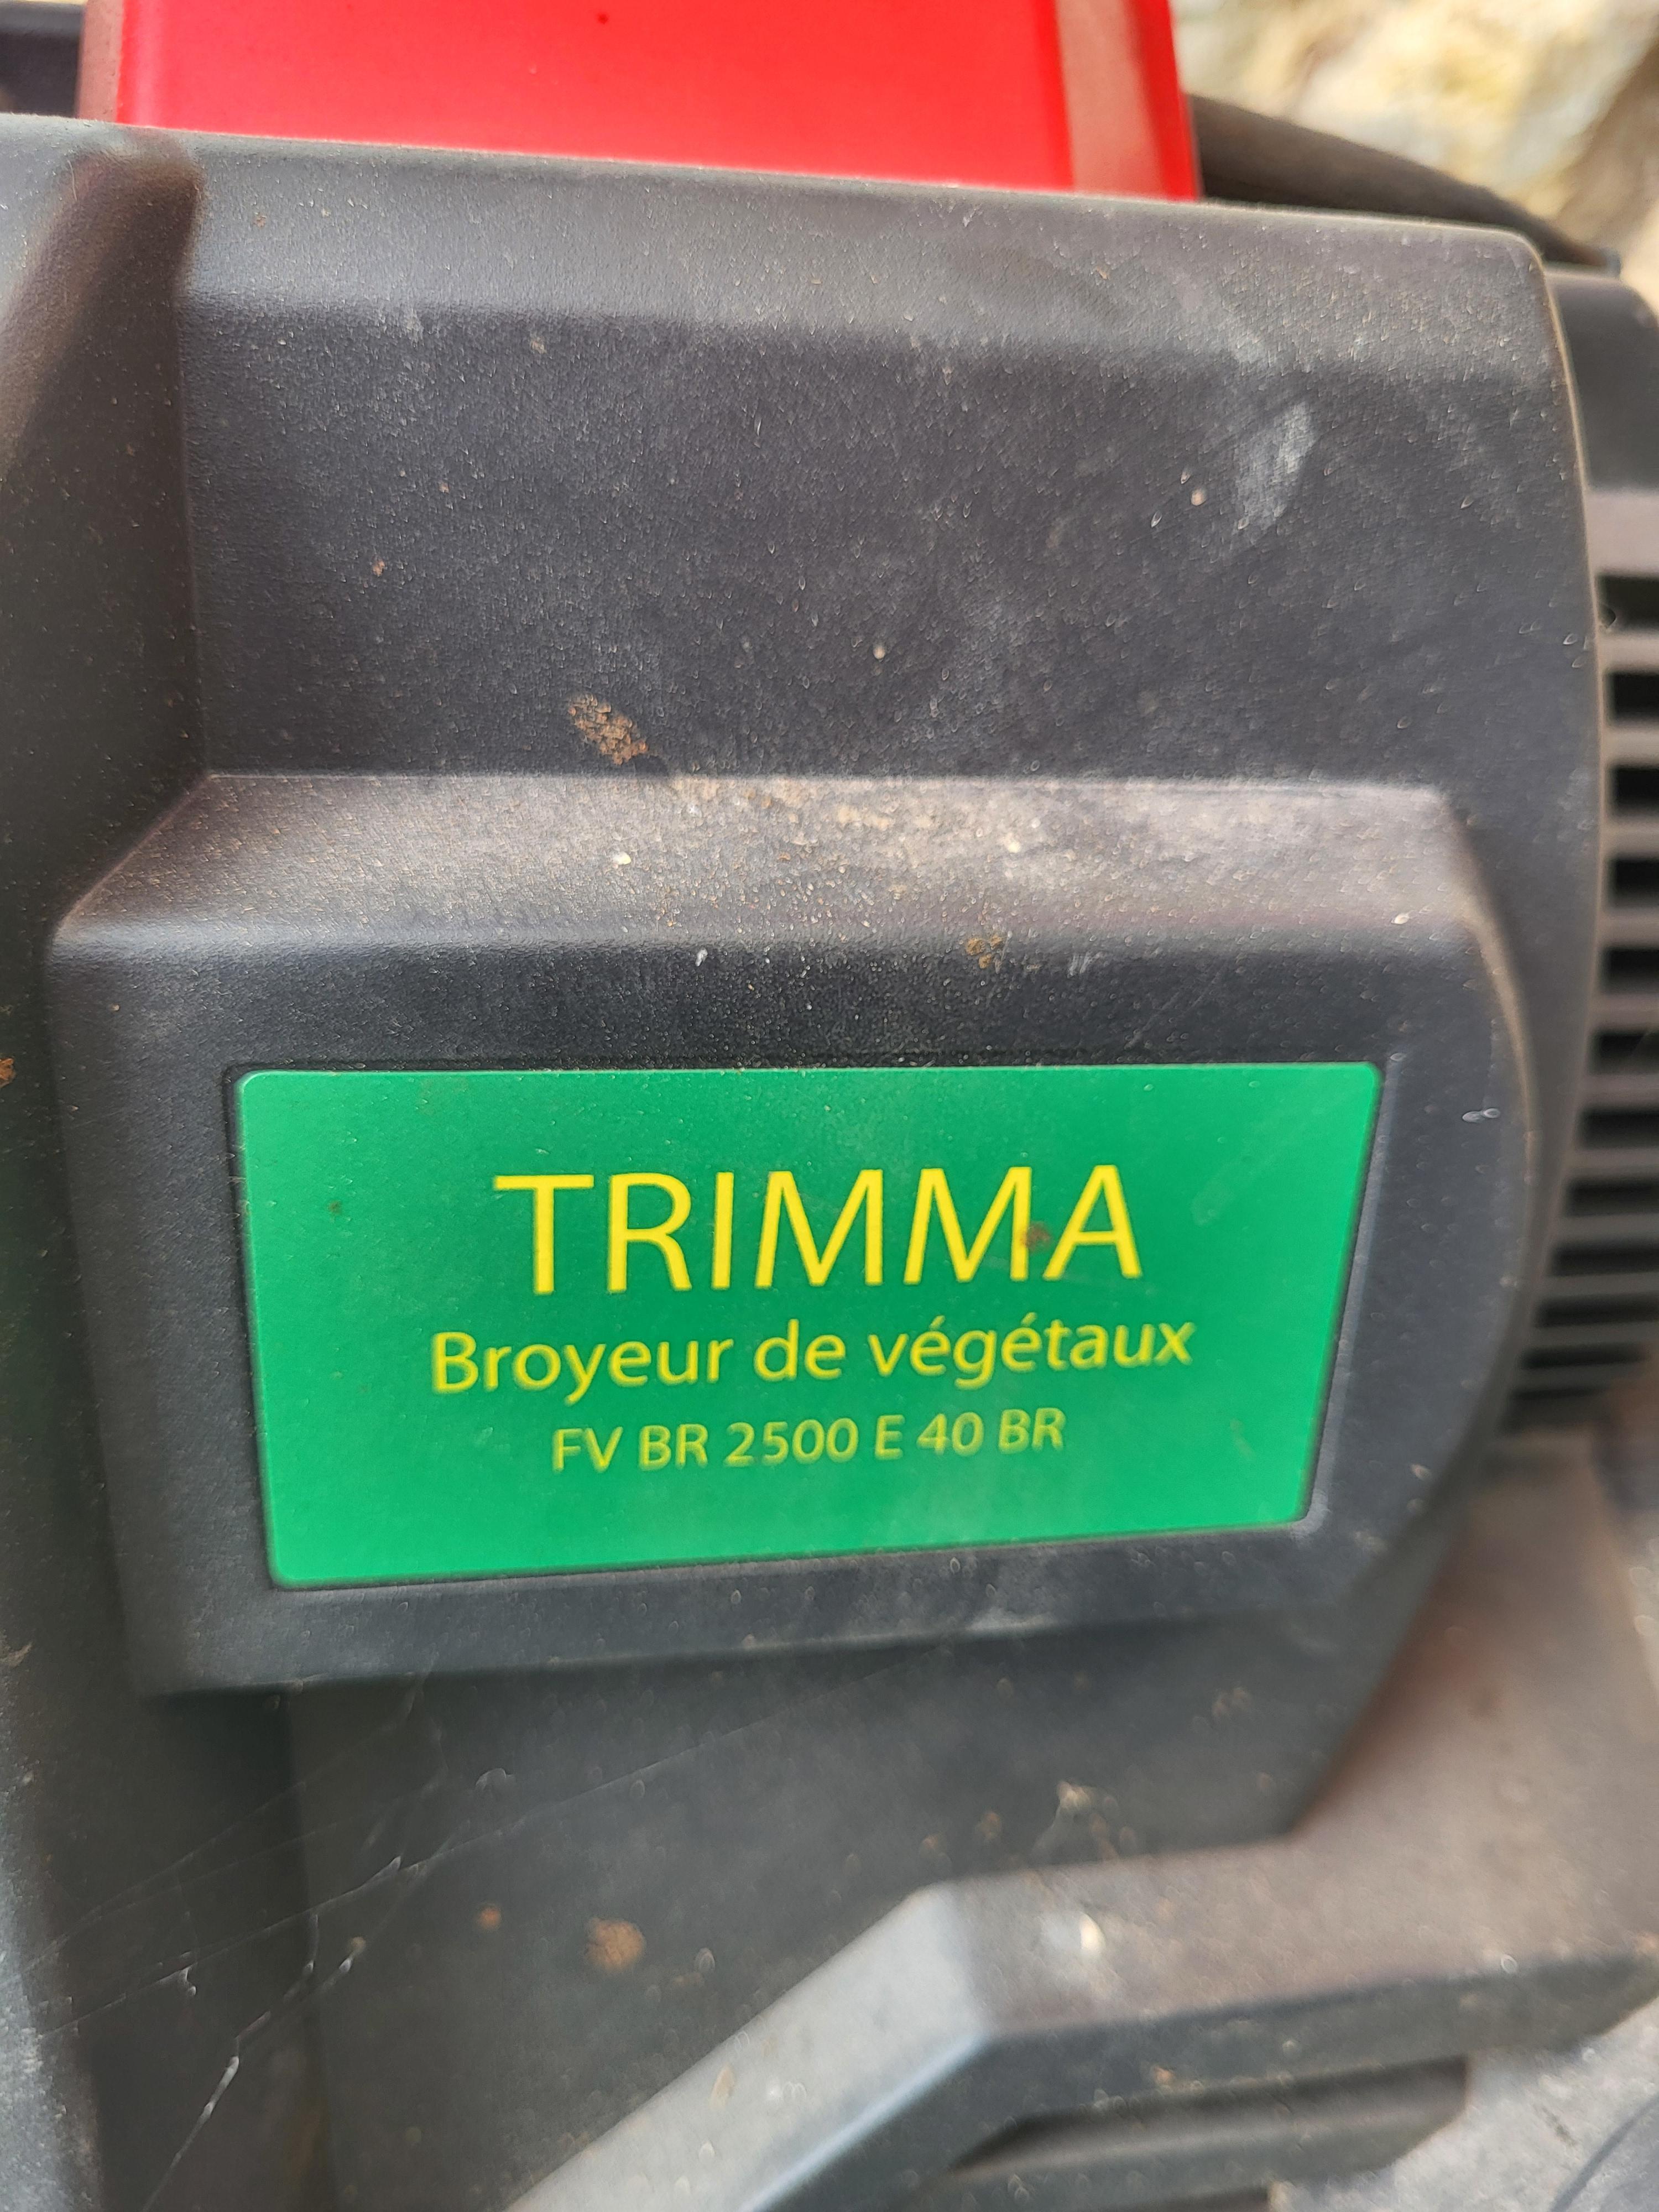 TRIMMA
Broyeur de végétaux
FV BR 2500 E 40 BR